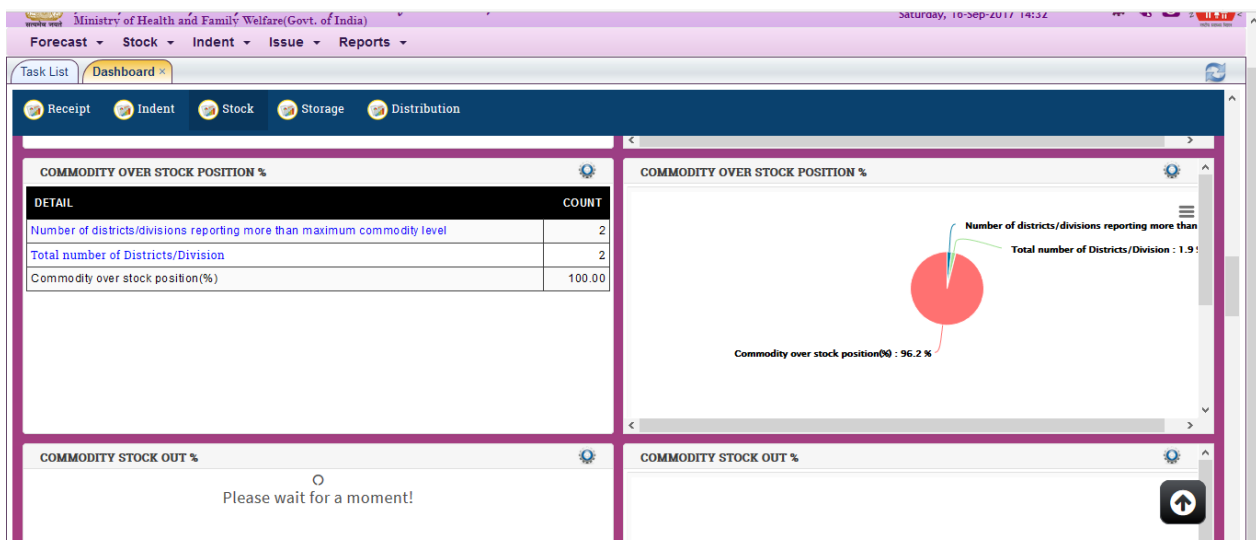 Ministry of Health and Family Welfare(Govt. of India)
Saturday, 16-Sep-2017 14:32
Forecast Stock Indent Issue Reports
Task List Dashboard ×
Receipt Indent Stock Storage Distribution
COMMODITY OVER STOCK POSITION %
DETAIL COUNT
Number of districts/divisions reporting more than maximum commodity level 2
Total number of Districts/Division 2
Commodity over stock position(%) 100.00
COMMODITY OVER STOCK POSITION %
Number of districts/divisions reporting more than
Total number of Districts/Division : 1.9
Commodity over stock position(%) : 96.2 %
COMMODITY STOCK OUT %
Please wait for a moment!
COMMODITY STOCK OUT %